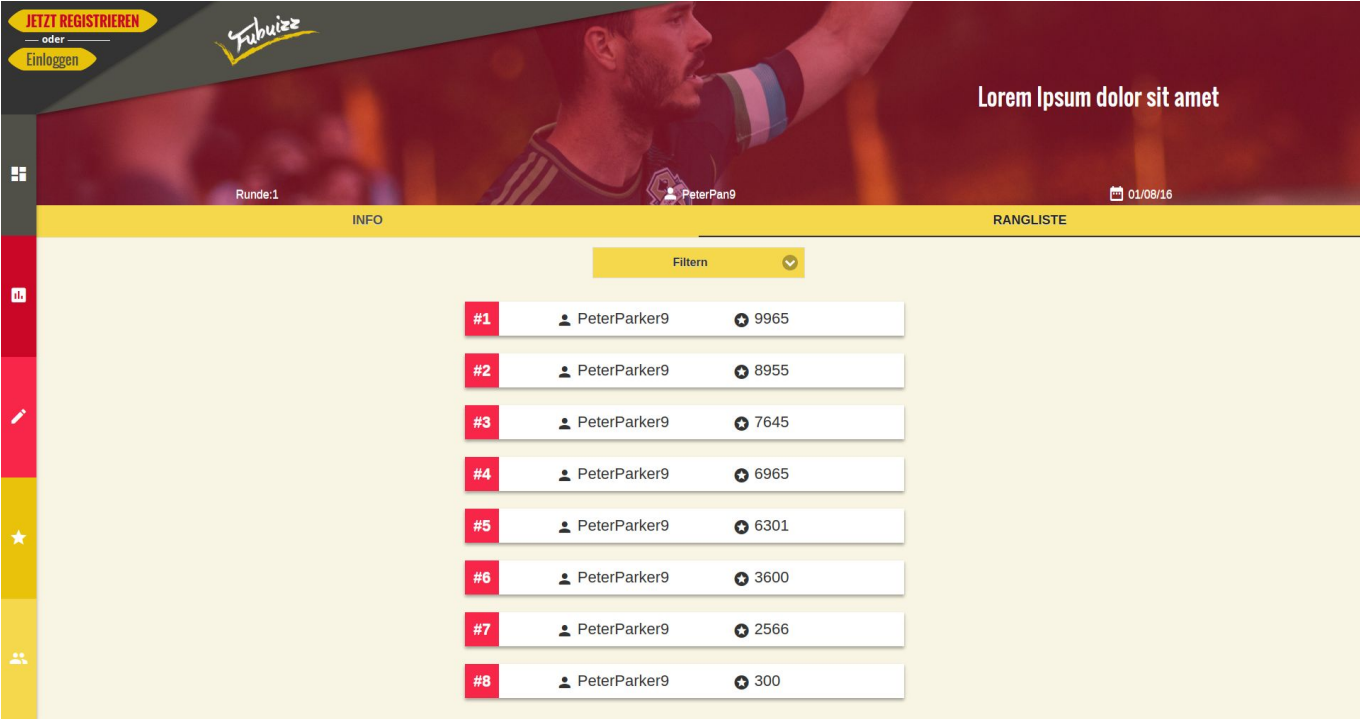 JETZT REGISTRIEREN
oder
Einloggen
Fubuizz
Lorem Ipsum dolor sit amet
Runde:1
PeterPan9
01/08/16
INFO
RANGLISTE
Filtern
#1 PeterParker9 9965
#2 PeterParker9 8955
#3 PeterParker9 7645
#4 PeterParker9 6965
#5 PeterParker9 6301
#6 PeterParker9 3600
#7 PeterParker9 2566
#8 PeterParker9 300